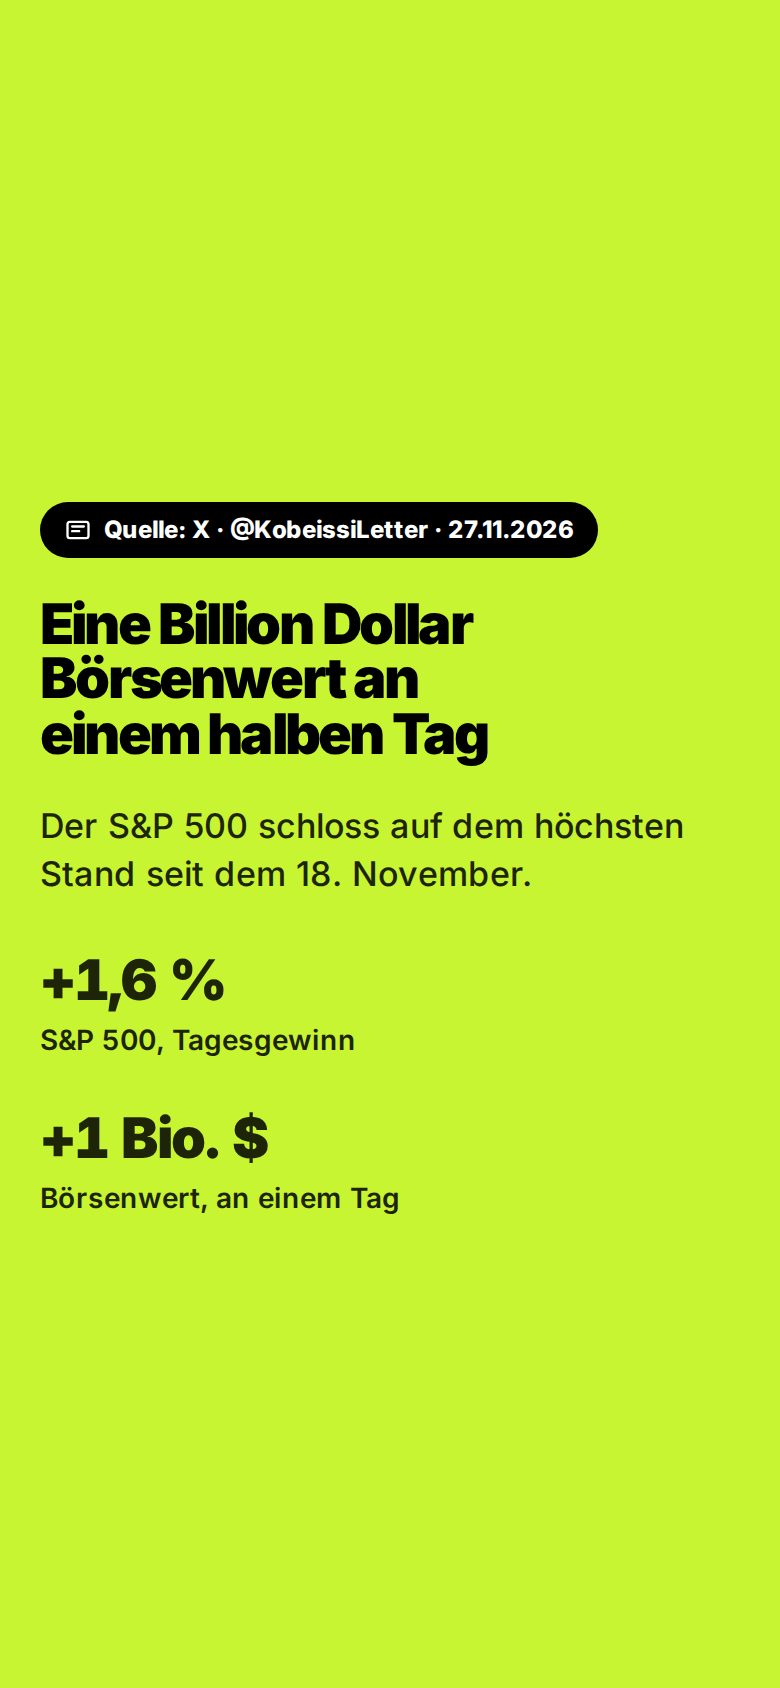 Quelle: X · @KobeissiLetter · 27.11.2026
Eine Billion Dollar
Börsenwert an
einem halben Tag
Der S&P 500 schloss auf dem höchsten
Stand seit dem 18. November.
+1,6 %
S&P 500, Tagesgewinn
+1 Bio. $
Börsenwert, an einem Tag